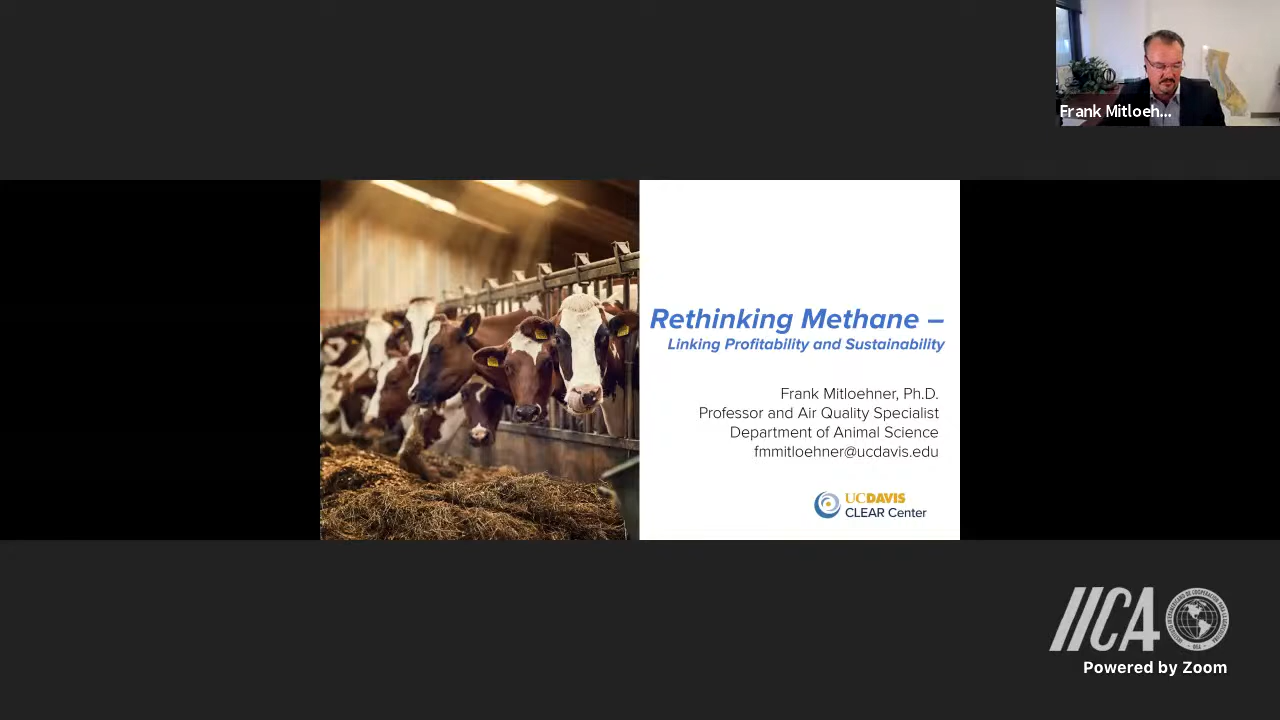 Frank Mitloeh...
Rethinking Methane –
Linking Profitability and Sustainability
Frank Mitloehner, Ph.D.
Professor and Air Quality Specialist
Department of Animal Science
fmmitloehner@ucdavis.edu
UCDAVIS
CLEAR Center
IICA
Powered by Zoom